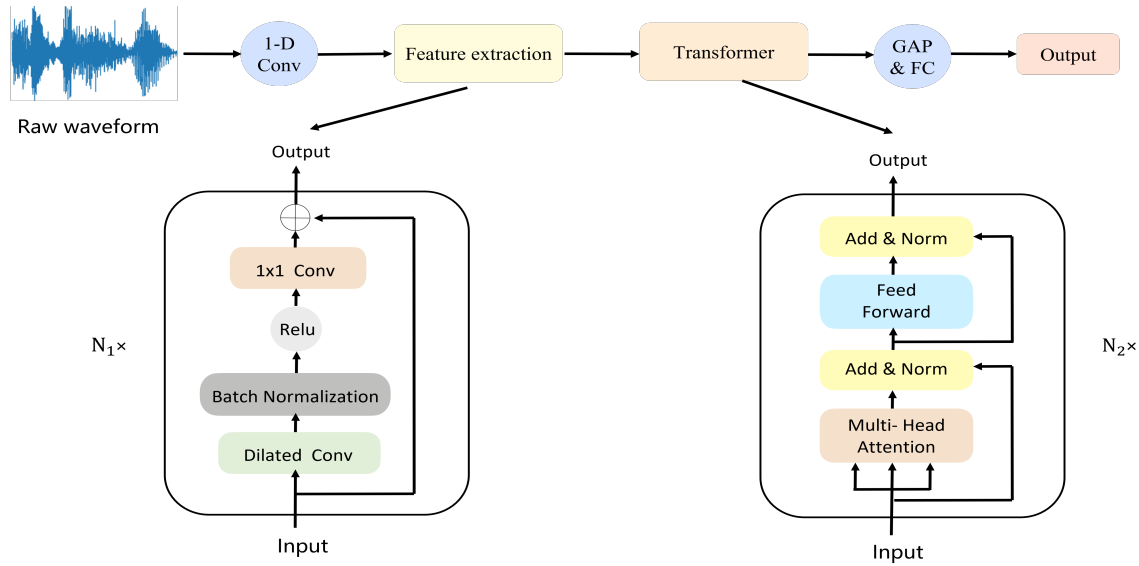 Raw waveform
1-D
Conv
Feature extraction
Transformer
GAP
& FC
Output
Output
1x1 Conv
Relu
Batch Normalization
Dilated Conv
Input
N₁×
Output
Add & Norm
Feed
Forward
Add & Norm
Multi- Head
Attention
Input
N₂×